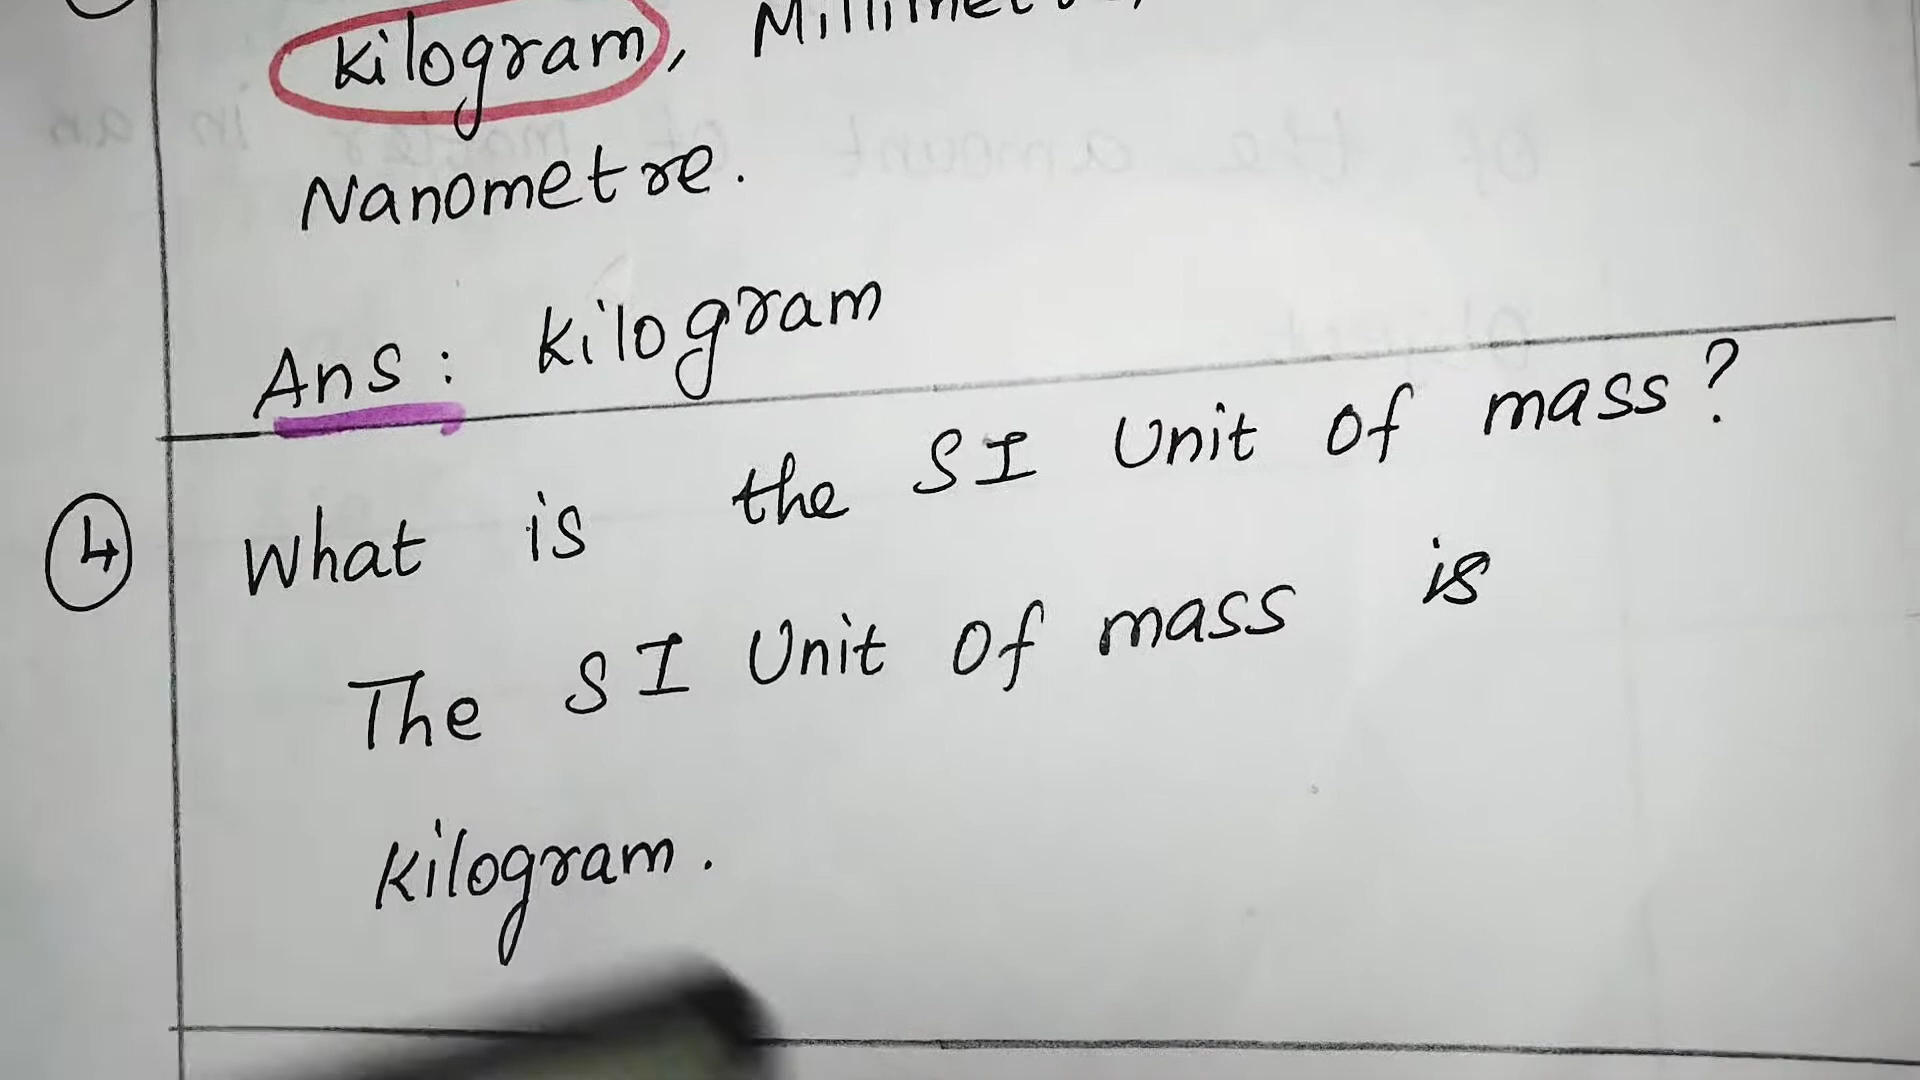 Kilogram,
Nanometre.
Ans: Kilogram
4 What is the SI Unit of mass?
The SI Unit of mass is
Kilogram.